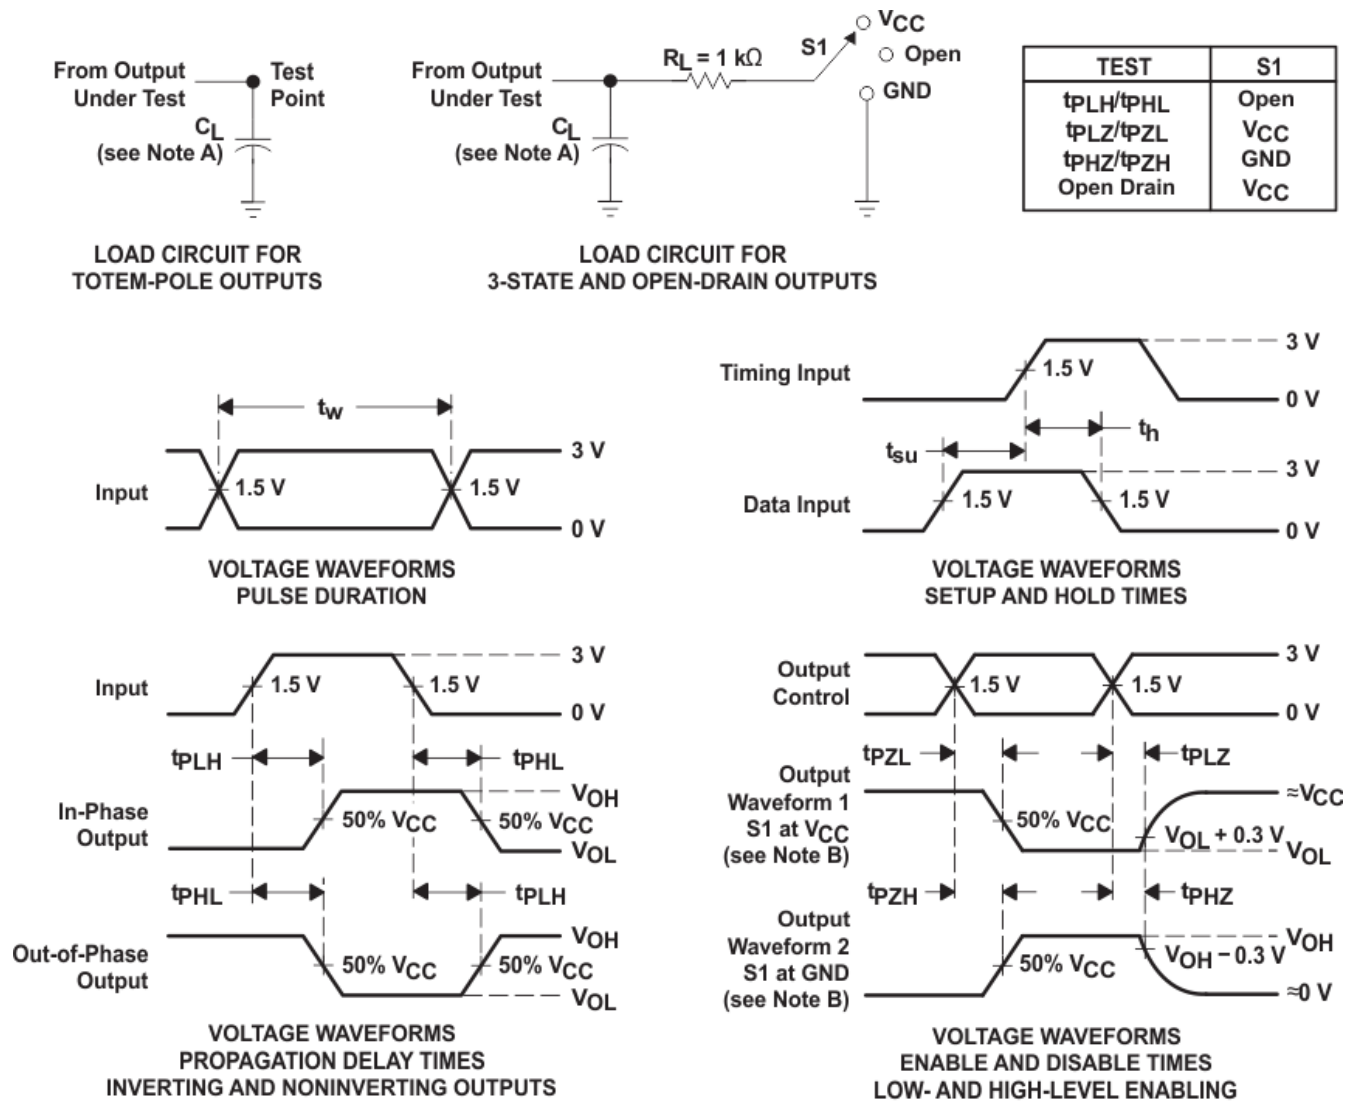 From Output
Under Test
Test
Point
CL
(see Note A)
LOAD CIRCUIT FOR
TOTEM-POLE OUTPUTS
From Output
Under Test
RL = 1 kΩ
S1
VCC
Open
GND
CL
(see Note A)
LOAD CIRCUIT FOR
3-STATE AND OPEN-DRAIN OUTPUTS
TEST S1
tPLH/tPHL Open
tPLZ/tPZL VCC
tPHZ/tPZH GND
Open Drain VCC
tw
Input
1.5 V
1.5 V
3 V
0 V
VOLTAGE WAVEFORMS
PULSE DURATION
Timing Input
1.5 V
3 V
0 V
th
tsu
Data Input
1.5 V
1.5 V
3 V
0 V
VOLTAGE WAVEFORMS
SETUP AND HOLD TIMES
Input
1.5 V
1.5 V
3 V
0 V
tPLH
tPHL
In-Phase
Output
50% VCC
50% VCC
VOH
VOL
tPHL
tPLH
Out-of-Phase
Output
50% VCC
50% VCC
VOH
VOL
VOLTAGE WAVEFORMS
PROPAGATION DELAY TIMES
INVERTING AND NONINVERTING OUTPUTS
Output
Control
1.5 V
1.5 V
3 V
0 V
tPZL
tPLZ
Output
Waveform 1
S1 at VCC
(see Note B)
50% VCC
VOL + 0.3 V
≈VCC
VOL
tPZH
tPHZ
Output
Waveform 2
S1 at GND
(see Note B)
50% VCC
VOH − 0.3 V
VOH
≈0 V
VOLTAGE WAVEFORMS
ENABLE AND DISABLE TIMES
LOW- AND HIGH-LEVEL ENABLING